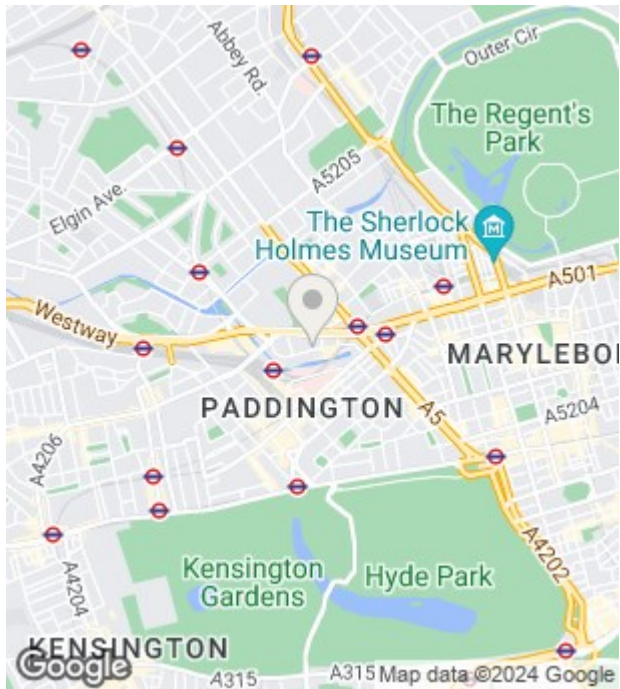 Outer Cir
Abbey Rd.
The Regent's
Park
A5205
Elgin Ave.
The Sherlock
Holmes Museum
A501
Westway
MARYLEBO
PADDINGTON
A5
A5204
A4206
A4202
Kensington
Gardens
Hyde Park
A4204
KENSINGTON
Google
A315
A315
Map data ©2024 Google